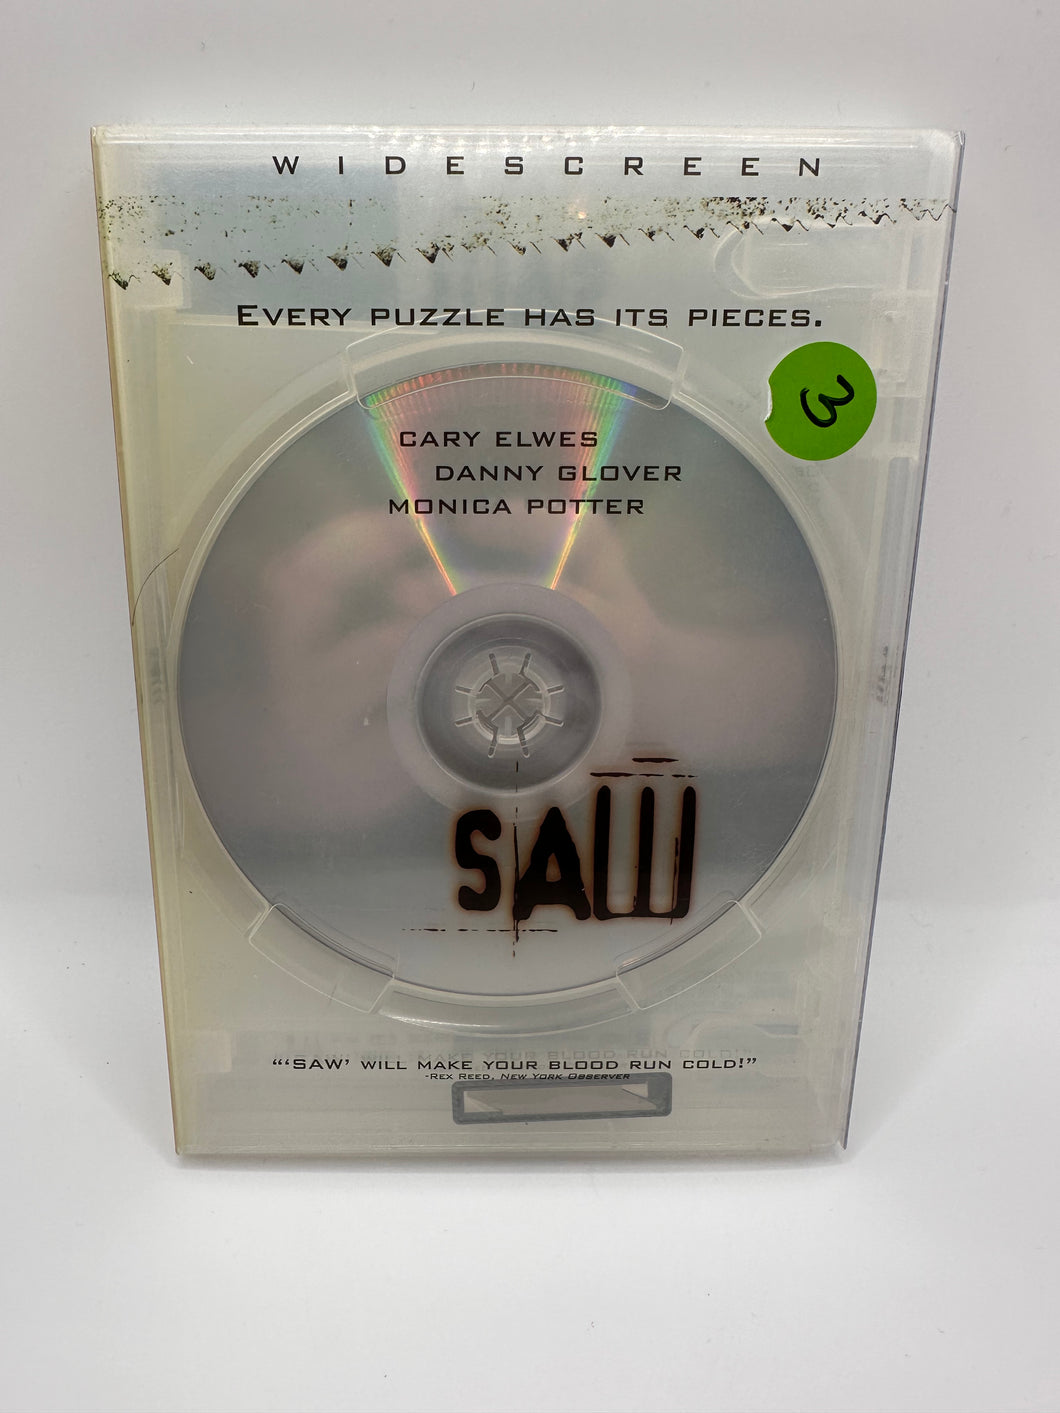 WIDESCREEN
EVERY PUZZLE HAS ITS PIECES.
3
CARY ELWES
DANNY GLOVER
MONICA POTTER
SAW
“‘SAW’ WILL MAKE YOUR BLOOD RUN COLD!”
-REX REED, NEW YORK OBSERVER